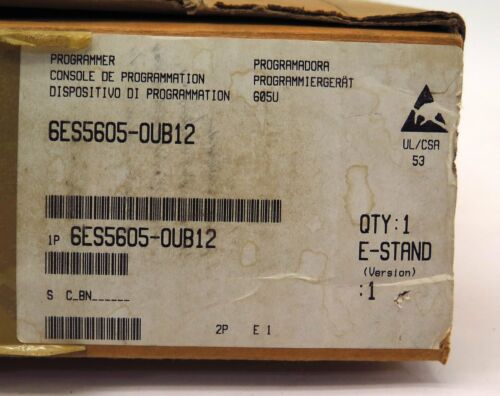 PROGRAMMER
CONSOLE DE PROGRAMMATION
DISPOSITIVO DI PROGRAMMATION
PROGRAMADORA
PROGRAMMIERGERÄT
605U
6ES5605-0UB12
UL/CSA
53
1P 6ES5605-0UB12
QTY:1
E-STAND
(Version)
:1
S C_BN______
2P E 1